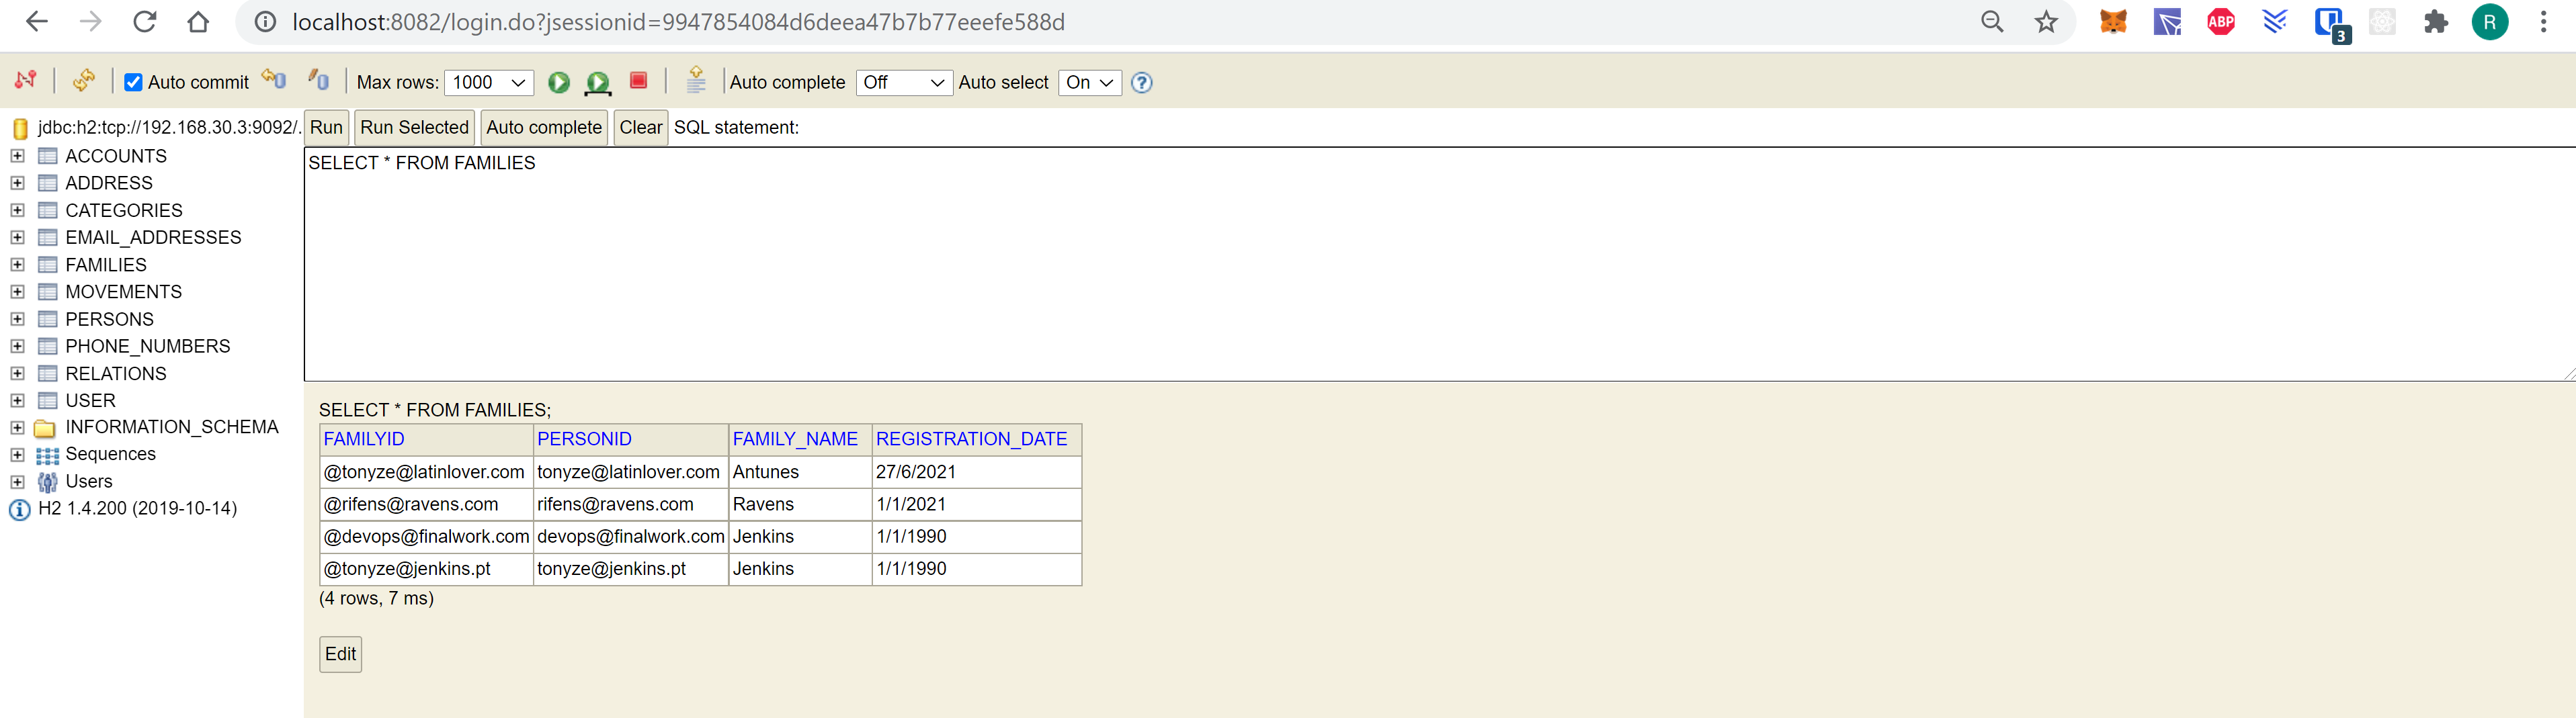 localhost:8082/login.do?jsessionid=9947854084d6deea47b7b77eeefe588d
ABP
3
R
Auto commit
Max rows: 1000
Auto complete Off
Auto select On
?
jdbc:h2:tcp://192.168.30.3:9092/.
ACCOUNTS
ADDRESS
CATEGORIES
EMAIL_ADDRESSES
FAMILIES
MOVEMENTS
PERSONS
PHONE_NUMBERS
RELATIONS
USER
INFORMATION_SCHEMA
Sequences
Users
H2 1.4.200 (2019-10-14)
Run Run Selected Auto complete Clear SQL statement:
SELECT * FROM FAMILIES
SELECT * FROM FAMILIES;
FAMILYID PERSONID FAMILY_NAME REGISTRATION_DATE
@tonyze@latinlover.com tonyze@latinlover.com Antunes 27/6/2021
@rifens@ravens.com rifens@ravens.com Ravens 1/1/2021
@devops@finalwork.com devops@finalwork.com Jenkins 1/1/1990
@tonyze@jenkins.pt tonyze@jenkins.pt Jenkins 1/1/1990
(4 rows, 7 ms)
Edit